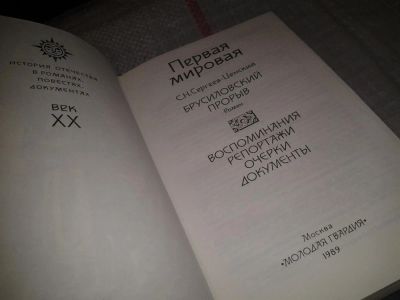 ИСТОРИЯ ОТЕЧЕСТВА
В РОМАНАХ,
ПОВЕСТЯХ,
ДОКУМЕНТАХ
ВЕК
XX
Первая
мировая
С.Н.Сергеев-Ценский
БРУСИЛОВСКИЙ
ПРОРЫВ
Роман
ВОСПОМИНАНИЯ
РЕПОРТАЖИ
ОЧЕРКИ
ДОКУМЕНТЫ
Москва
«МОЛОДАЯ ГВАРДИЯ»
1989